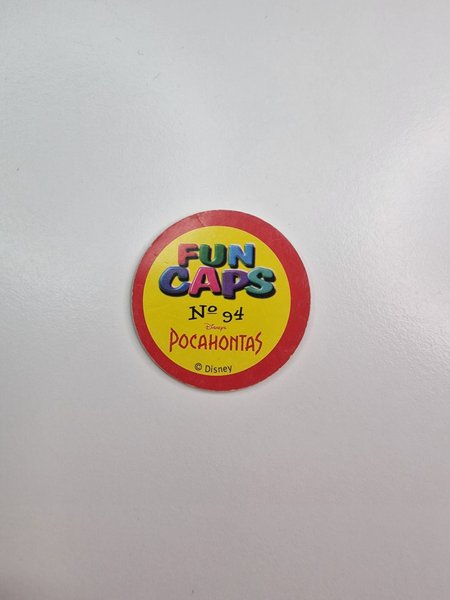 FUN
CAPS
Nº 94
Disney's
POCAHONTAS
© Disney